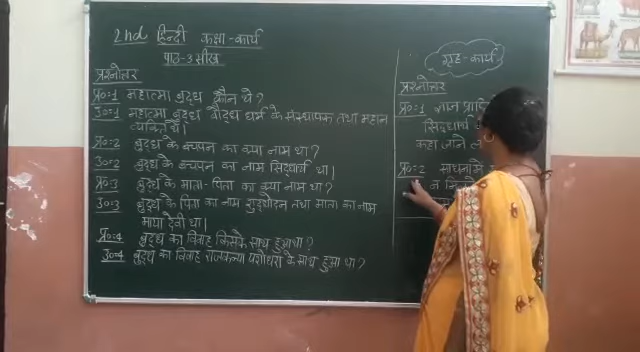 2nd हिन्दी कक्षा-कार्य
पाठ-3 सीख
प्रश्नोत्तर
प्र०=1 महात्मा बुद्ध कौन थे?
उ०=1 महात्मा बुद्ध बौद्ध धर्म के संस्थापक तथा महान
व्यक्ति थे।
प्र०=2 बुद्ध के बचपन का क्या नाम था?
उ०=2 बुद्ध के बचपन का नाम सिद्धार्थ था।
प्र०=3 बुद्ध के माता-पिता का क्या नाम था?
उ०=3 बुद्ध के पिता का नाम शुद्धोदन तथा माता का नाम
माया देवी था।
प्र०=4 बुद्ध का विवाह किसके साथ हुआ था?
उ०=4 बुद्ध का विवाह राजकन्या यशोधरा के साथ हुआ था?
गृह-कार्य
प्रश्नोत्तर
प्र०=1 ज्ञान
सिद्धार्थ
कहा जाने
प्र०=2